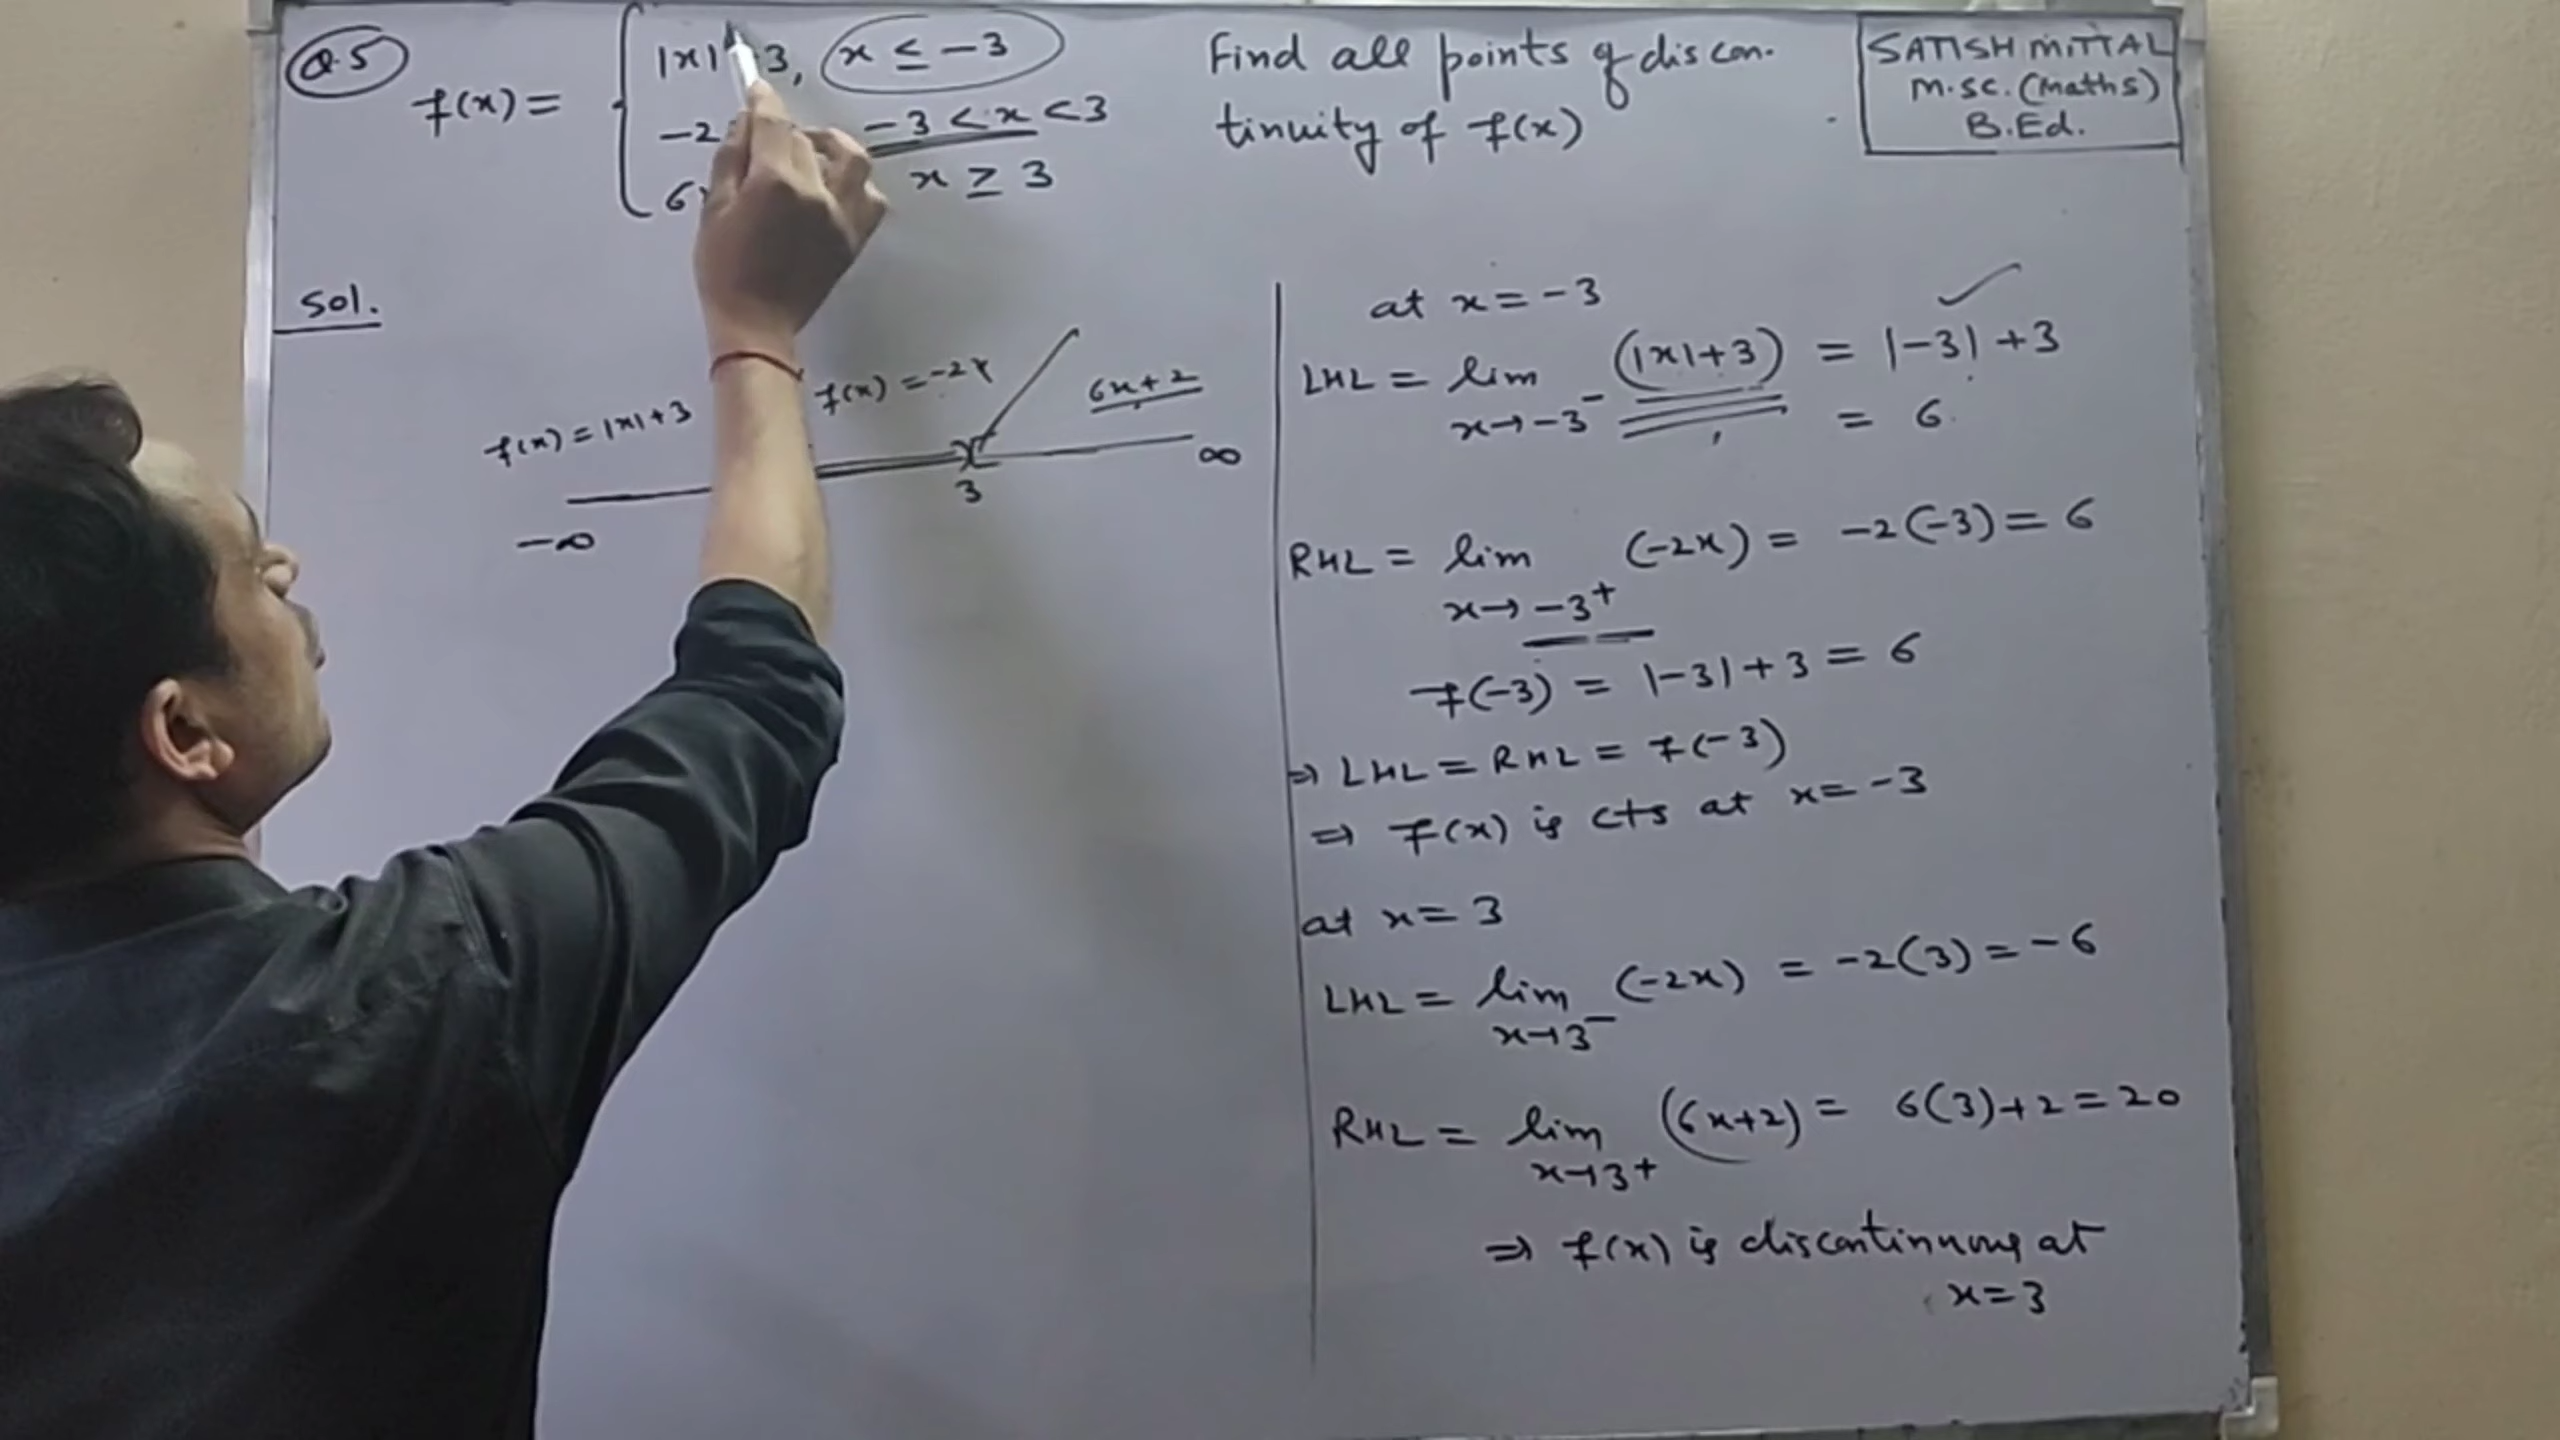 Q.5
f(x) =
|x| 3, x ≤ -3
-2 -3 < x < 3
6x x ≥ 3
Find all points of discon-
tinuity of f(x)
SATISH MITTAL
M.SC. (Maths)
B.Ed.
Sol.
f(x) = |x|+3
f(x) = -2x
6x+2
-∞
3
∞
at x = -3
LHL = lim (|x|+3) = |-3| +3
x→-3⁻
= 6
RHL = lim (-2x) = -2(-3) = 6
x→ -3⁺
f(-3) = |-3|+3 = 6
⇒ LHL = RHL = f(-3)
⇒ f(x) is cts at x = -3
at x = 3
LHL = lim (-2x) = -2(3) = -6
x→3⁻
RHL = lim (6x+2) = 6(3)+2 = 20
x→3+
⇒ f(x) is discontinuous at
x = 3